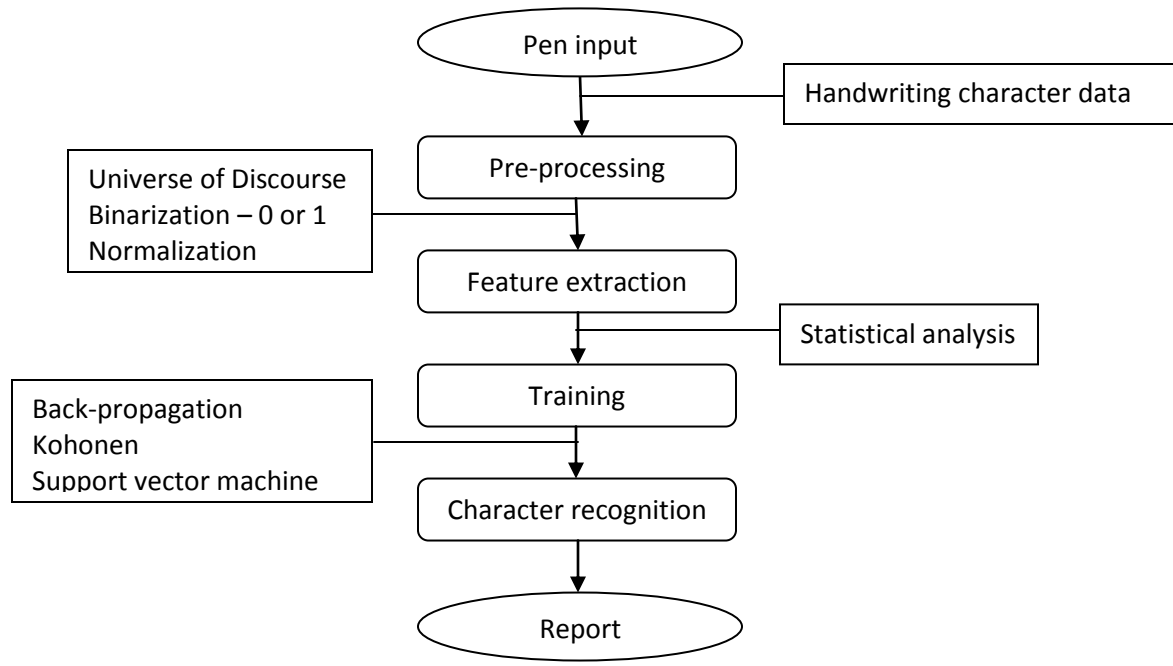 Pen input
Handwriting character data
Pre-processing
Universe of Discourse
Binarization – 0 or 1
Normalization
Feature extraction
Statistical analysis
Training
Back-propagation
Kohonen
Support vector machine
Character recognition
Report